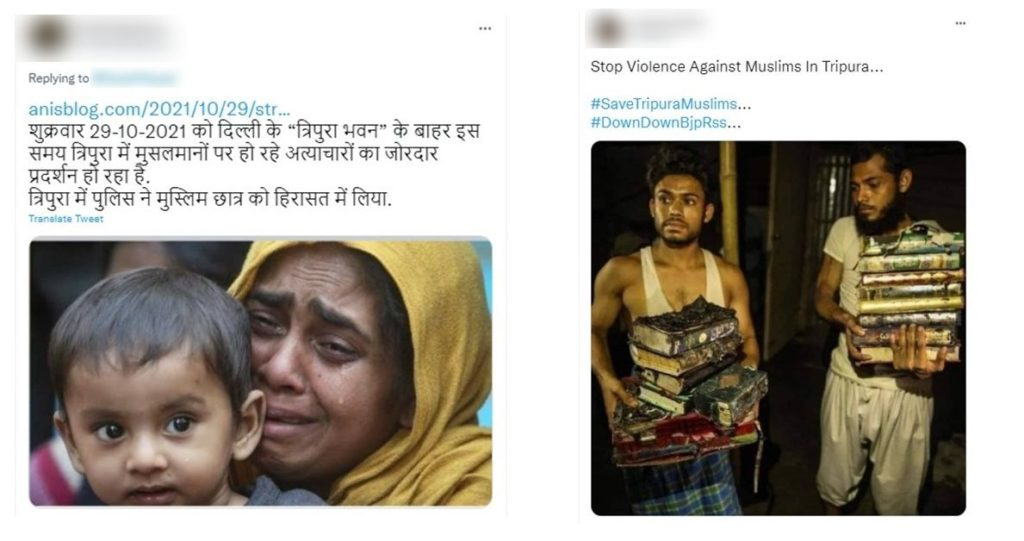 Replying to
anisblog.com/2021/10/29/str...
शुक्रवार 29-10-2021 को दिल्ली के “त्रिपुरा भवन” के बाहर इस
समय त्रिपुरा में मुसलमानों पर हो रहे अत्याचारों का जोरदार
प्रदर्शन हो रहा है.
त्रिपुरा में पुलिस ने मुस्लिम छात्र को हिरासत में लिया.
Translate Tweet
Stop Violence Against Muslims In Tripura...
#SaveTripuraMuslims...
#DownDownBjpRss...